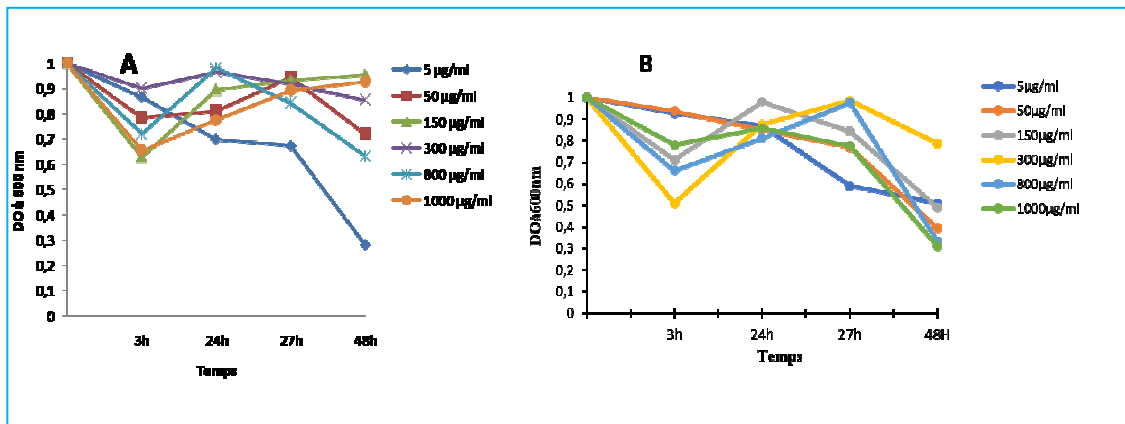 A
1
0,9
0,8
0,7
0,6
0,5
0,4
0,3
0,2
0,1
0
DO à 600 nm
3h
24h
27h
48h
Temps
5 µg/ml
50 µg/ml
150 µg/ml
300 µg/ml
800 µg/ml
1000 µg/ml
B
1
0,9
0,8
0,7
0,6
0,5
0,4
0,3
0,2
0,1
0
DOà600nm
3h
24h
27h
48H
Temps
5µg/ml
50µg/ml
150µg/ml
300µg/ml
800µg/ml
1000µg/ml